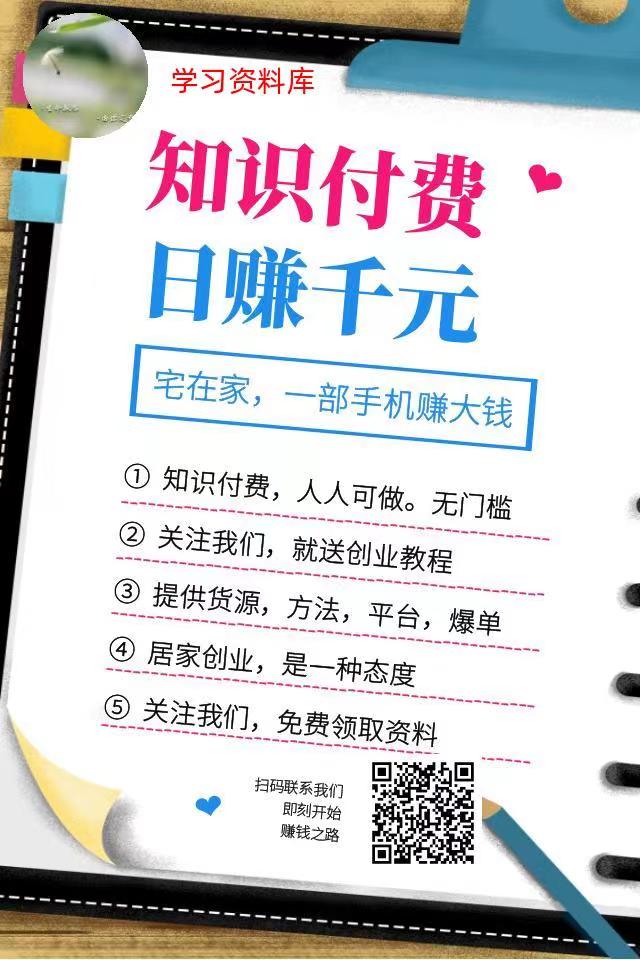 学习资料库
知识付费
日赚千元
宅在家，一部手机赚大钱
① 知识付费，人人可做。无门槛
② 关注我们，就送创业教程
③ 提供货源，方法，平台，爆单
④ 居家创业，是一种态度
⑤ 关注我们，免费领取资料
扫码联系我们
即刻开始
赚钱之路